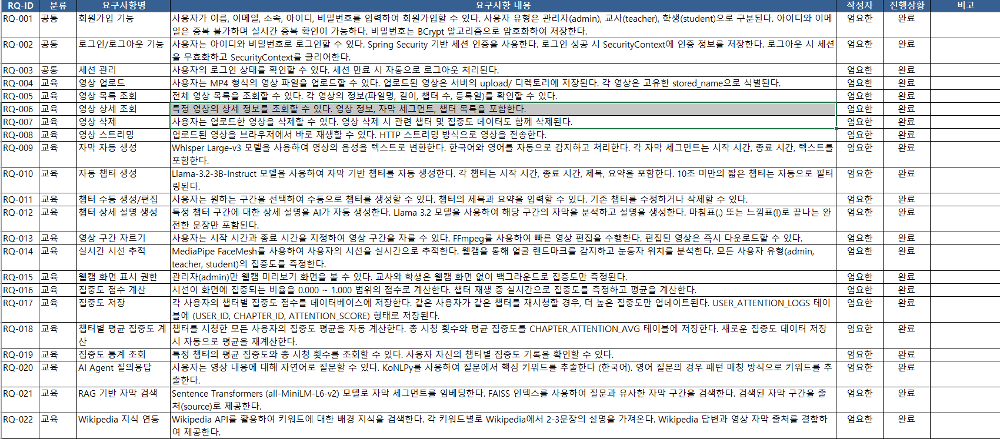 RQ-ID 분류 요구사항명 요구사항 내용 작성자 진행상황 비고
RQ-001 공통 회원가입 기능 사용자가 이름, 이메일, 소속, 아이디, 비밀번호를 입력하여 회원가입할 수 있다. 사용자 유형은 관리자(admin), 교사(teacher), 학생(student)으로 구분된다. 아이디와 이메 엄요한 완료
일은 중복 불가하며 실시간 중복 확인이 가능하다. 비밀번호는 BCrypt 알고리즘으로 암호화하여 저장한다.
RQ-002 공통 로그인/로그아웃 기능 사용자는 아이디와 비밀번호로 로그인할 수 있다. Spring Security 기반 세션 인증을 사용한다. 로그인 성공 시 SecurityContext에 인증 정보를 저장한다. 로그아웃 시 세션 엄요한 완료
을 무효화하고 SecurityContext를 클리어한다.
RQ-003 공통 세션 관리 사용자의 로그인 상태를 확인할 수 있다. 세션 만료 시 자동으로 로그아웃 처리된다. 엄요한 완료
RQ-004 교육 영상 업로드 사용자는 MP4 형식의 영상 파일을 업로드할 수 있다. 업로드된 영상은 서버의 upload/ 디렉토리에 저장된다. 각 영상은 고유한 stored_name으로 식별된다. 엄요한 완료
RQ-005 교육 영상 목록 조회 전체 영상 목록을 조회할 수 있다. 각 영상의 정보(파일명, 길이, 챕터 수, 등록일)를 확인할 수 있다. 엄요한 완료
RQ-006 교육 영상 상세 조회 특정 영상의 상세 정보를 조회할 수 있다. 영상 정보, 자막 세그먼트, 챕터 목록을 포함한다. 엄요한 완료
RQ-007 교육 영상 삭제 사용자는 업로드한 영상을 삭제할 수 있다. 영상 삭제 시 관련 챕터 및 집중도 데이터도 함께 삭제된다. 엄요한 완료
RQ-008 교육 영상 스트리밍 업로드된 영상을 브라우저에서 바로 재생할 수 있다. HTTP 스트리밍 방식으로 영상을 전송한다. 엄요한 완료
RQ-009 교육 자막 자동 생성 Whisper Large-v3 모델을 사용하여 영상의 음성을 텍스트로 변환한다. 한국어와 영어를 자동으로 감지하고 처리한다. 각 자막 세그먼트는 시작 시간, 종료 시간, 텍스트를 엄요한 완료
포함한다.
RQ-010 교육 자동 챕터 생성 Llama-3.2-3B-Instruct 모델을 사용하여 자막 기반 챕터를 자동 생성한다. 각 챕터는 시작 시간, 종료 시간, 제목, 요약을 포함한다. 10초 미만의 짧은 챕터는 자동으로 필터 엄요한 완료
링된다.
RQ-011 교육 챕터 수동 생성/편집 사용자는 원하는 구간을 선택하여 수동으로 챕터를 생성할 수 있다. 챕터의 제목과 요약을 입력할 수 있다. 기존 챕터를 수정하거나 삭제할 수 있다. 엄요한 완료
RQ-012 교육 챕터 상세 설명 생성 특정 챕터 구간에 대한 상세 설명을 AI가 자동 생성한다. Llama 3.2 모델을 사용하여 해당 구간의 자막을 분석하고 설명을 생성한다. 마침표(.) 또는 느낌표(!)로 끝나는 완 엄요한 완료
전한 문장만 포함된다.
RQ-013 교육 영상 구간 자르기 사용자는 시작 시간과 종료 시간을 지정하여 영상 구간을 자를 수 있다. FFmpeg를 사용하여 빠른 영상 편집을 수행한다. 편집된 영상은 즉시 다운로드할 수 있다. 엄요한 완료
RQ-014 교육 실시간 시선 추적 MediaPipe FaceMesh를 사용하여 사용자의 시선을 실시간으로 추적한다. 웹캠을 통해 얼굴 랜드마크를 감지하고 눈동자 위치를 분석한다. 모든 사용자 유형(admin, 엄요한 완료
teacher, student)의 집중도를 측정한다.
RQ-015 교육 웹캠 화면 표시 권한 관리자(admin)만 웹캠 미리보기 화면을 볼 수 있다. 교사와 학생은 웹캠 화면 없이 백그라운드로 집중도만 측정된다. 엄요한 완료
RQ-016 교육 집중도 점수 계산 시선이 화면에 집중되는 비율을 0.000 ~ 1.000 범위의 점수로 계산한다. 챕터 재생 중 실시간으로 집중도를 측정하고 평균을 계산한다. 엄요한 완료
RQ-017 교육 집중도 저장 각 사용자의 챕터별 집중도 점수를 데이터베이스에 저장한다. 같은 사용자가 같은 챕터를 재시청할 경우, 더 높은 집중도만 업데이트된다. USER_ATTENTION_LOGS 테이 엄요한 완료
블에 (USER_ID, CHAPTER_ID, ATTENTION_SCORE) 형태로 저장된다.
RQ-018 교육 챕터별 평균 집중도 계 챕터를 시청한 모든 사용자의 집중도 평균을 자동 계산한다. 총 시청 횟수와 평균 집중도를 CHAPTER_ATTENTION_AVG 테이블에 저장한다. 새로운 집중도 데이터 저장 엄요한 완료
산 시 자동으로 평균을 재계산한다.
RQ-019 교육 집중도 통계 조회 특정 챕터의 평균 집중도와 총 시청 횟수를 조회할 수 있다. 사용자 자신의 챕터별 집중도 기록을 확인할 수 있다. 엄요한 완료
RQ-020 교육 AI Agent 질의응답 사용자는 영상 내용에 대해 자연어로 질문할 수 있다. KoNLPy를 사용하여 질문에서 핵심 키워드를 추출한다 (한국어). 영어 질문의 경우 패턴 매칭 방식으로 키워드를 추 엄요한 완료
출한다.
RQ-021 교육 RAG 기반 자막 검색 Sentence Transformers (all-MiniLM-L6-v2) 모델로 자막 세그먼트를 임베딩한다. FAISS 인덱스를 사용하여 질문과 유사한 자막 구간을 검색한다. 검색된 자막 구간을 출 엄요한 완료
처(source)로 제공한다.
RQ-022 교육 Wikipedia 지식 연동 Wikipedia API를 활용하여 키워드에 대한 배경 지식을 검색한다. 각 키워드별로 Wikipedia에서 2-3문장의 설명을 가져온다. Wikipedia 답변과 영상 자막 출처를 결합하 엄요한 완료
여 제공한다.